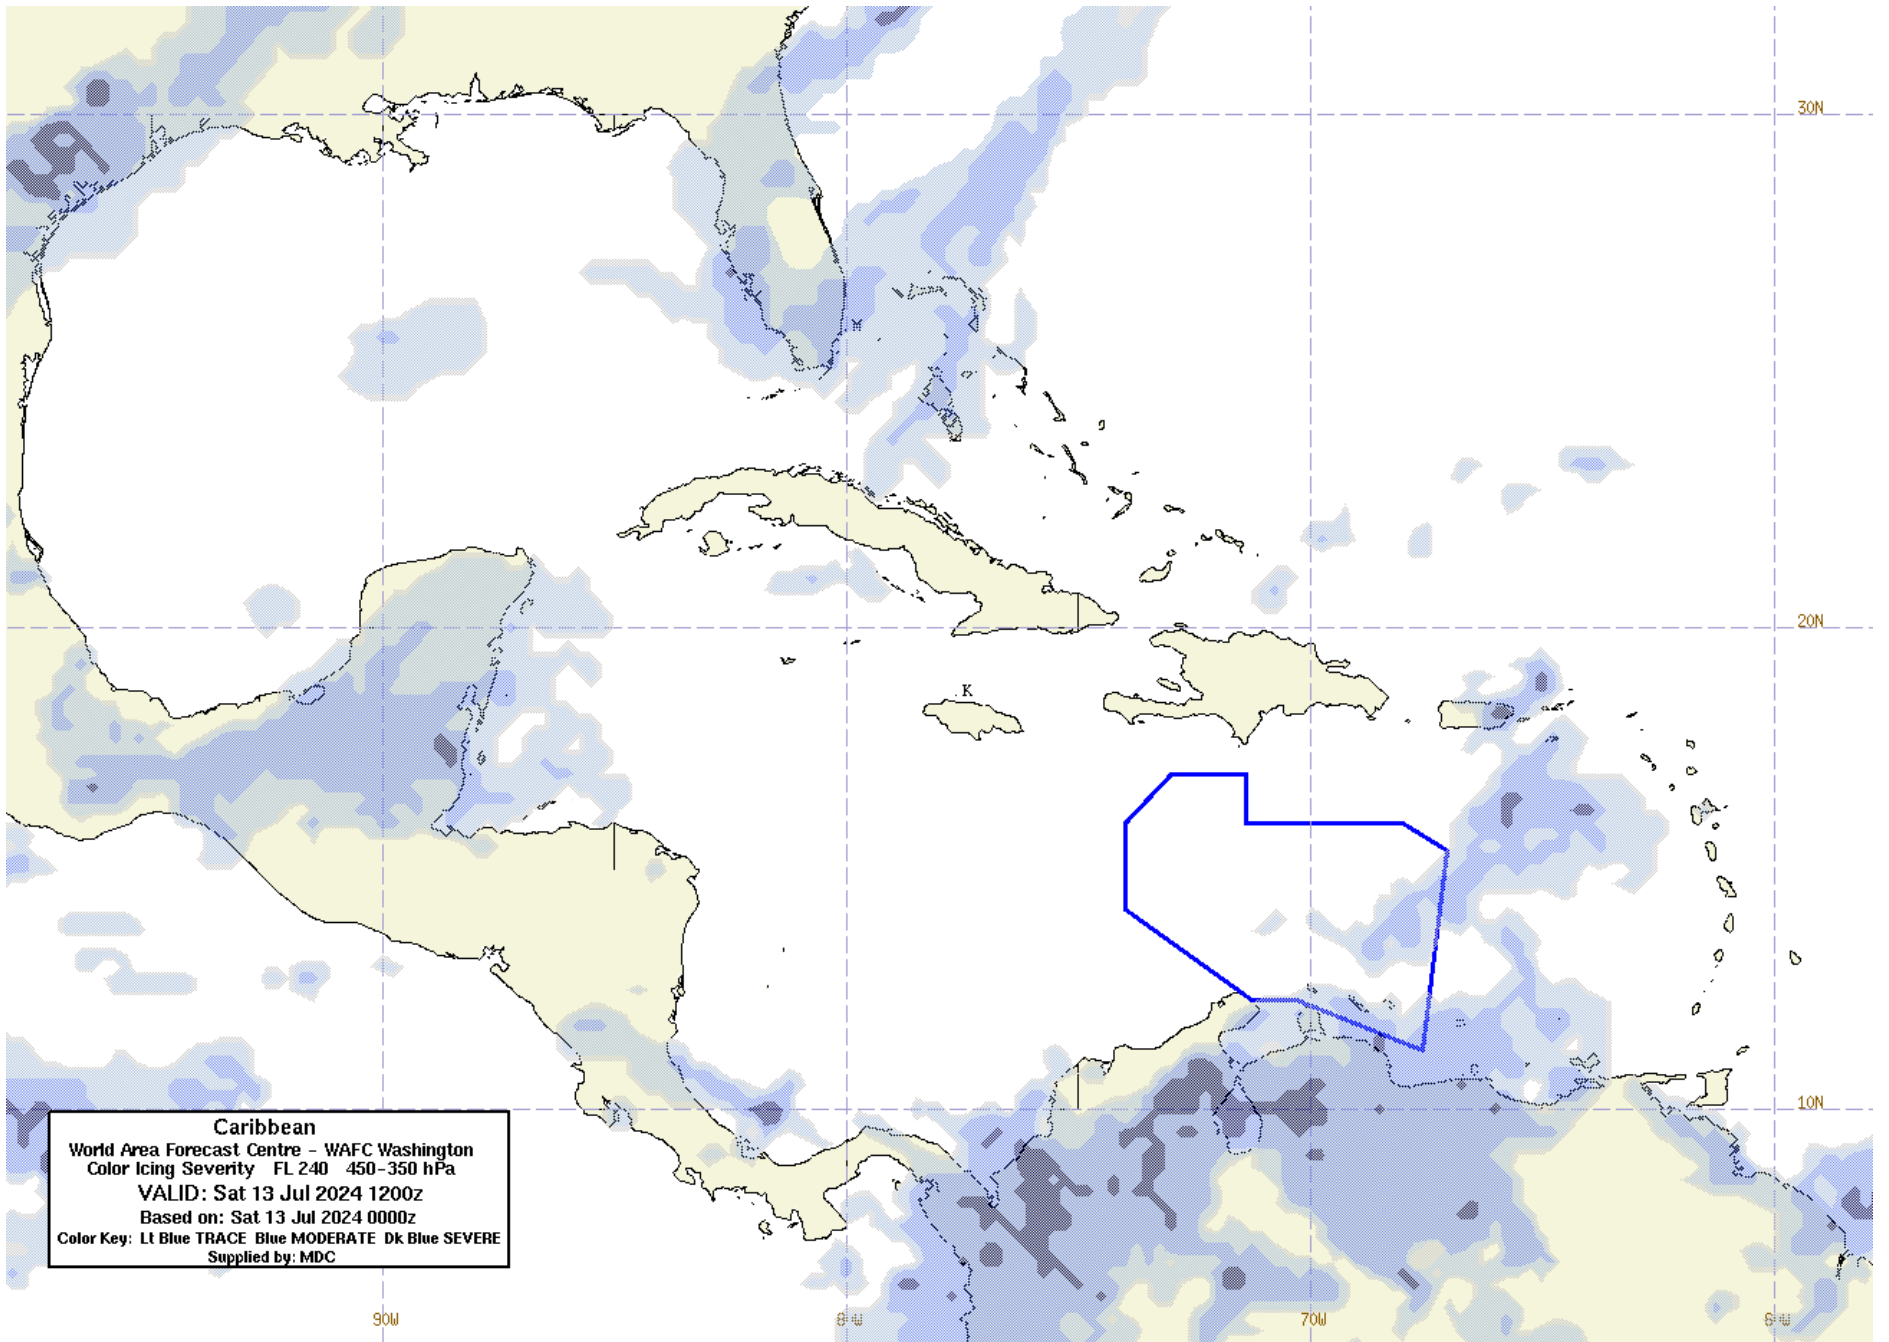 30N
20N
K
10N
Caribbean
World Area Forecast Centre - WAFC Washington
Color Icing Severity FL 240 450-350 hPa
VALID: Sat 13 Jul 2024 1200z
Based on: Sat 13 Jul 2024 0000z
Color Key: Lt Blue TRACE Blue MODERATE Dk Blue SEVERE
Supplied by: MDC
90W 70W